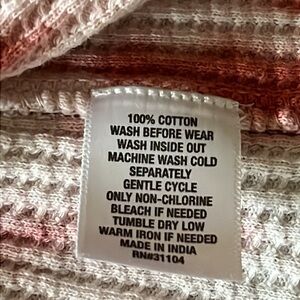 100% COTTON
WASH BEFORE WEAR
WASH INSIDE OUT
MACHINE WASH COLD
SEPARATELY
GENTLE CYCLE
ONLY NON-CHLORINE
BLEACH IF NEEDED
TUMBLE DRY LOW
WARM IRON IF NEEDED
MADE IN INDIA
RN#31104